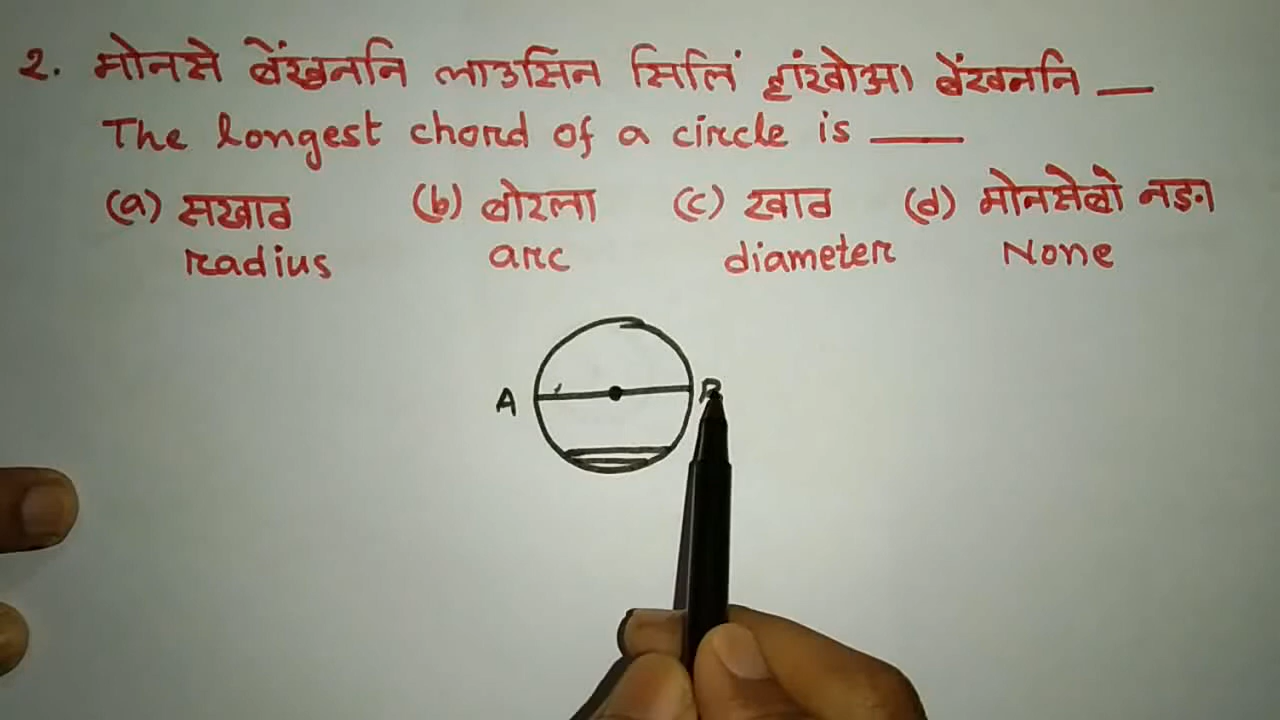 2. मोनसे बेंखननि लाउसिन सिलिं हांखोआ बेंखननि __
The longest chord of a circle is ___
(a) सखाव (b) बोरला (c) खाव (d) मोनसेबो नङा
radius arc diameter None
A B